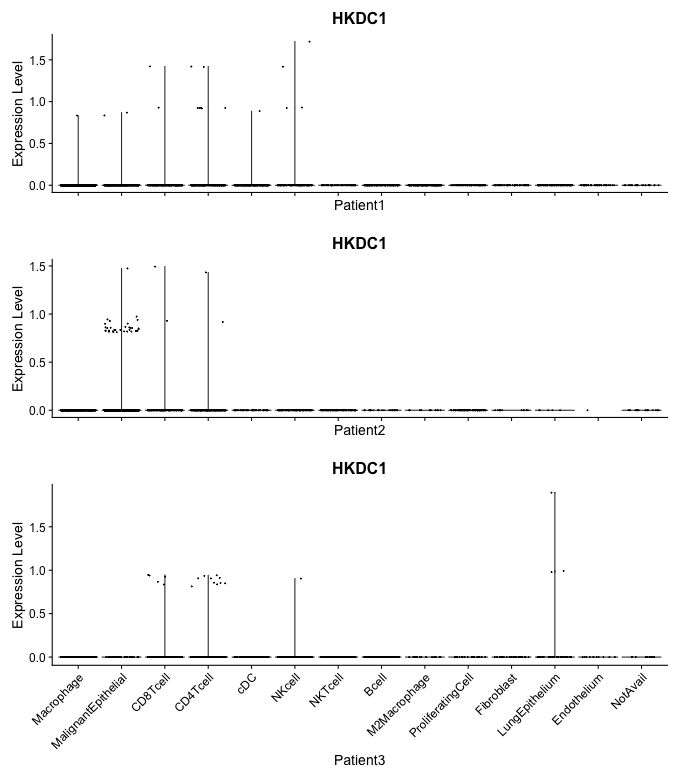 HKDC1
Expression Level
1.5
1.0
0.5
0.0
Patient1
HKDC1
Expression Level
1.5
1.0
0.5
0.0
Patient2
HKDC1
Expression Level
1.5
1.0
0.5
0.0
Macrophage
MalignantEpithelial
CD8Tcell
CD4Tcell
cDC
NKcell
NKTcell
Bcell
M2Macrophage
ProliferatingCell
Fibroblast
LungEpithelium
Endothelium
NotAvail
Patient3